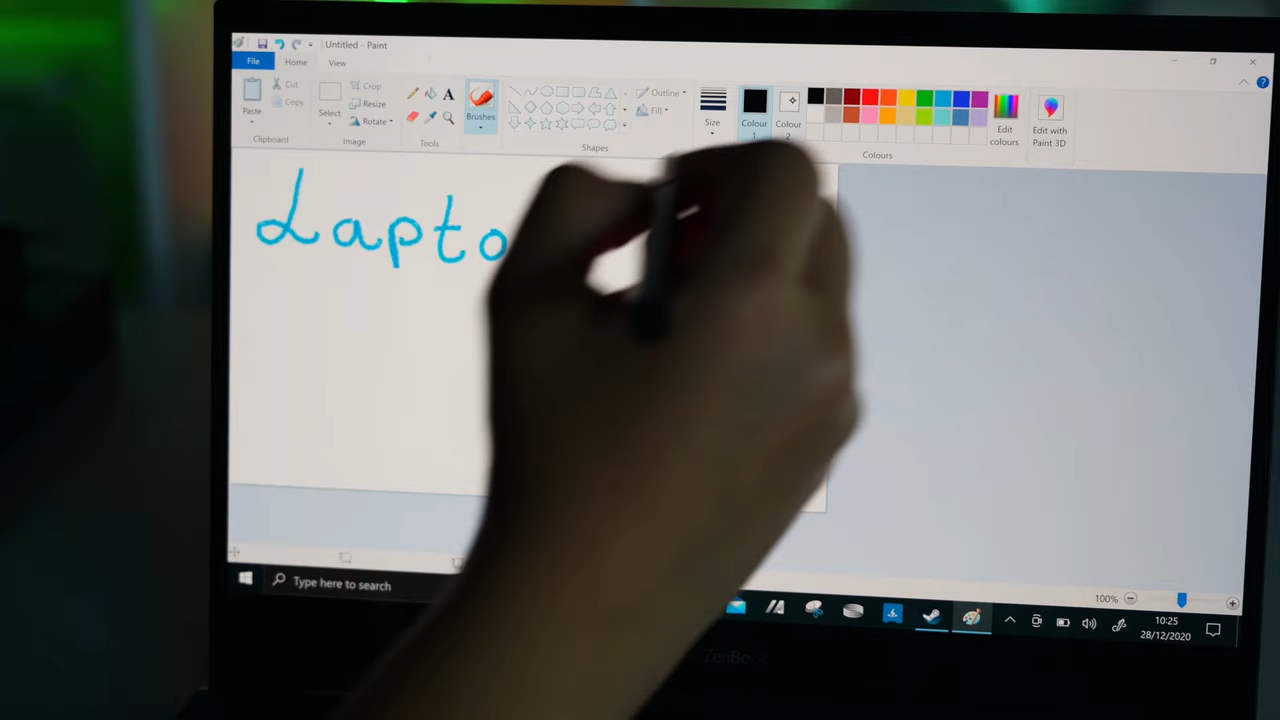 Untitled - Paint
File Home View
Paste
Cut
Copy
Clipboard
Select
Crop
Resize
Rotate
Image
Tools
Brushes
Shapes
Outline
Fill
Size
Colour 1
Colour 2
Colours
Edit colours
Edit with Paint 3D
Lapto
100%
Type here to search
10:25
28/12/2020
ZenBook